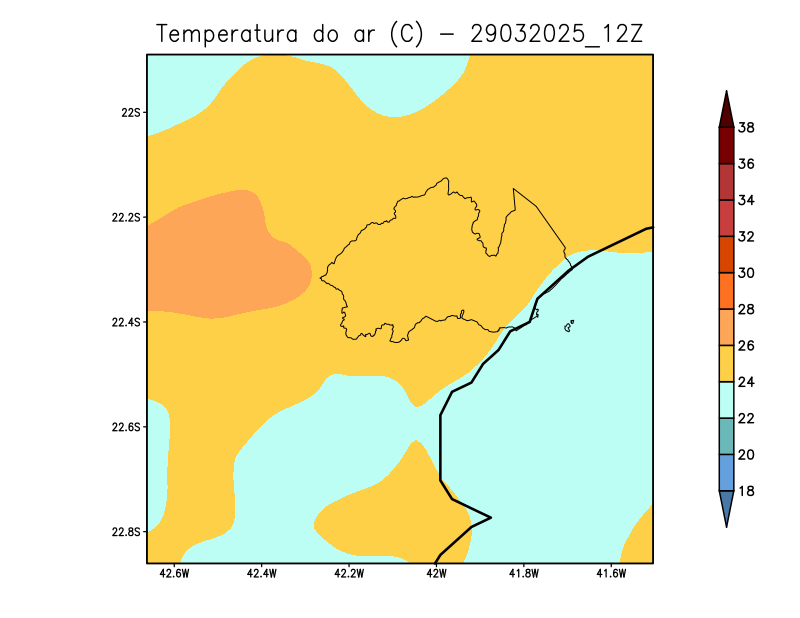 Temperatura do ar (C) - 29032025_12Z
22S
22.2S
22.4S
22.6S
22.8S
42.6W
42.4W
42.2W
42W
41.8W
41.6W
38
36
34
32
30
28
26
24
22
20
18